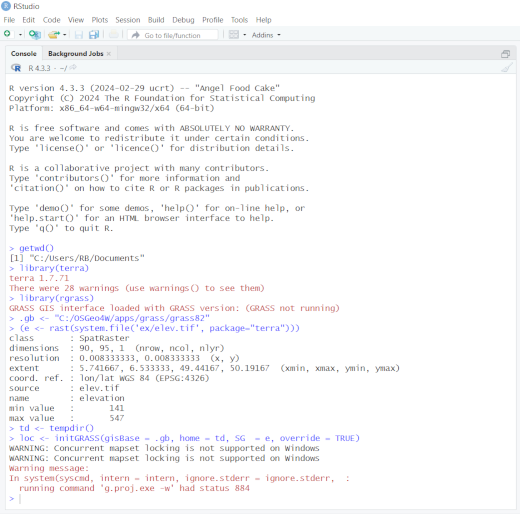 RStudio
File Edit Code View Plots Session Build Debug Profile Tools Help
Go to file/function Addins
Console Background Jobs
R 4.3.3 · ~/
R version 4.3.3 (2024-02-29 ucrt) -- "Angel Food Cake"
Copyright (C) 2024 The R Foundation for Statistical Computing
Platform: x86_64-w64-mingw32/x64 (64-bit)
R is free software and comes with ABSOLUTELY NO WARRANTY.
You are welcome to redistribute it under certain conditions.
Type 'license()' or 'licence()' for distribution details.
R is a collaborative project with many contributors.
Type 'contributors()' for more information and
'citation()' on how to cite R or R packages in publications.
Type 'demo()' for some demos, 'help()' for on-line help, or
'help.start()' for an HTML browser interface to help.
Type 'q()' to quit R.
> getwd()
[1] "C:/Users/RB/Documents"
> library(terra)
terra 1.7.71
There were 28 warnings (use warnings() to see them)
> library(rgrass)
GRASS GIS interface loaded with GRASS version: (GRASS not running)
> .gb <- "C:/OSGeo4W/apps/grass/grass82"
> (e <- rast(system.file('ex/elev.tif', package="terra")))
class : SpatRaster
dimensions : 90, 95, 1 (nrow, ncol, nlyr)
resolution : 0.008333333, 0.008333333 (x, y)
extent : 5.741667, 6.533333, 49.44167, 50.19167 (xmin, xmax, ymin, ymax)
coord. ref. : lon/lat WGS 84 (EPSG:4326)
source : elev.tif
name : elevation
min value : 141
max value : 547
> td <- tempdir()
> loc <- initGRASS(gisBase = .gb, home = td, SG = e, override = TRUE)
WARNING: Concurrent mapset locking is not supported on Windows
WARNING: Concurrent mapset locking is not supported on Windows
Warning message:
In system(syscmd, intern = intern, ignore.stderr = ignore.stderr, :
running command 'g.proj.exe -w' had status 884
>